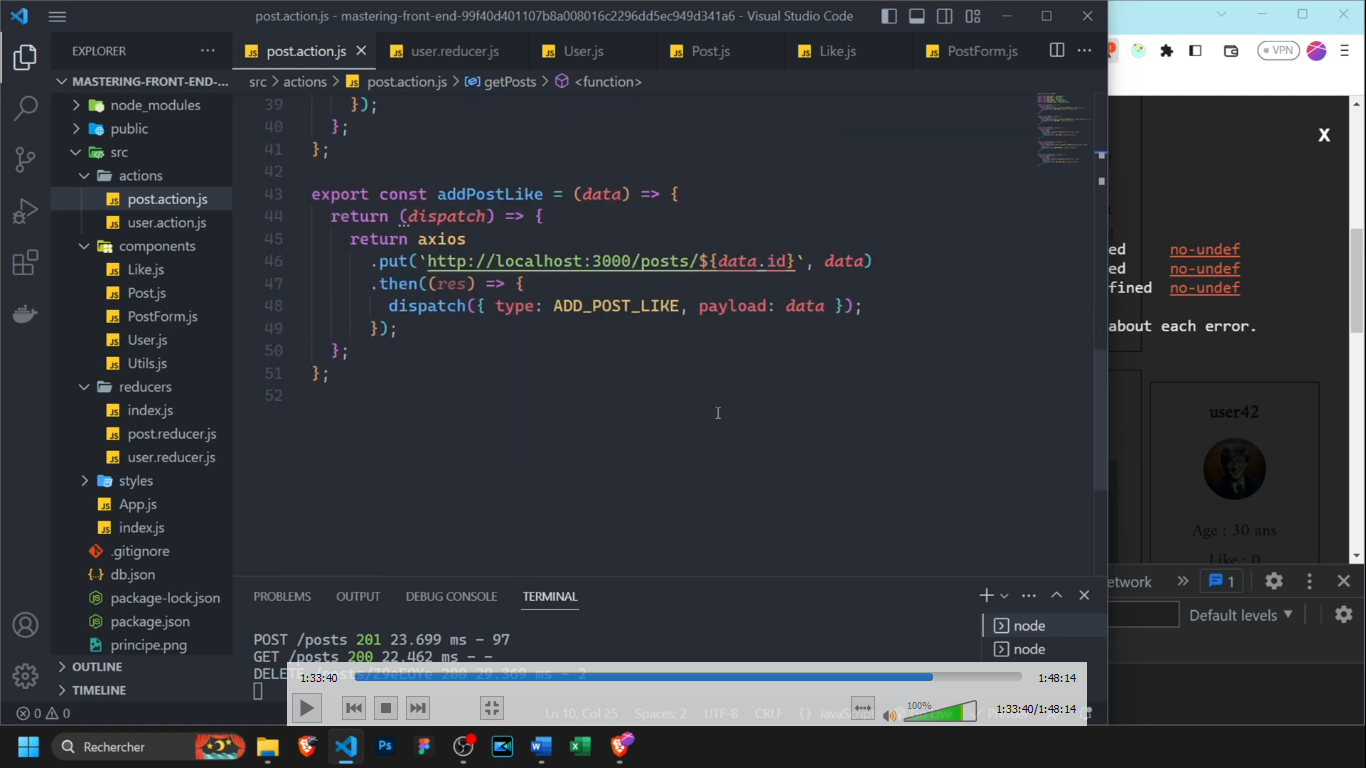 post.action.js - mastering-front-end-99f40d401107b8a008016c2296dd5ec949d341a6 - Visual Studio Code
EXPLORER
post.action.js
user.reducer.js
User.js
Post.js
Like.js
PostForm.js
VPN
MASTERING-FRONT-END-...
src > actions > post.action.js > getPosts > <function>
node_modules
public
src
actions
post.action.js
user.action.js
components
Like.js
Post.js
PostForm.js
User.js
Utils.js
reducers
index.js
post.reducer.js
user.reducer.js
styles
App.js
index.js
.gitignore
db.json
package-lock.json
package.json
principe.png
OUTLINE
TIMELINE
39 });
40 };
41 };
42
43 export const addPostLike = (data) => {
44 return (dispatch) => {
45 return axios
46 .put(`http://localhost:3000/posts/${data.id}`, data)
47 .then((res) => {
48 dispatch({ type: ADD_POST_LIKE, payload: data });
49 });
50 };
51 };
52
X
ed no-undef
ed no-undef
fined no-undef
about each error.
user42
Age : 30 ans
Like : 0
etwork
1
Default levels
PROBLEMS
OUTPUT
DEBUG CONSOLE
TERMINAL
node
node
POST /posts 201 23.699 ms - 97
GET /posts 200 22.462 ms - -
DELETE /posts/Z9eEOYe 200 29.369 ms - 2
1:33:40
1:48:14
100%
1:33:40/1:48:14
0 0
Ln 10, Col 25
Spaces: 2
UTF-8
CRLF
{ } JavaScript
Rechercher